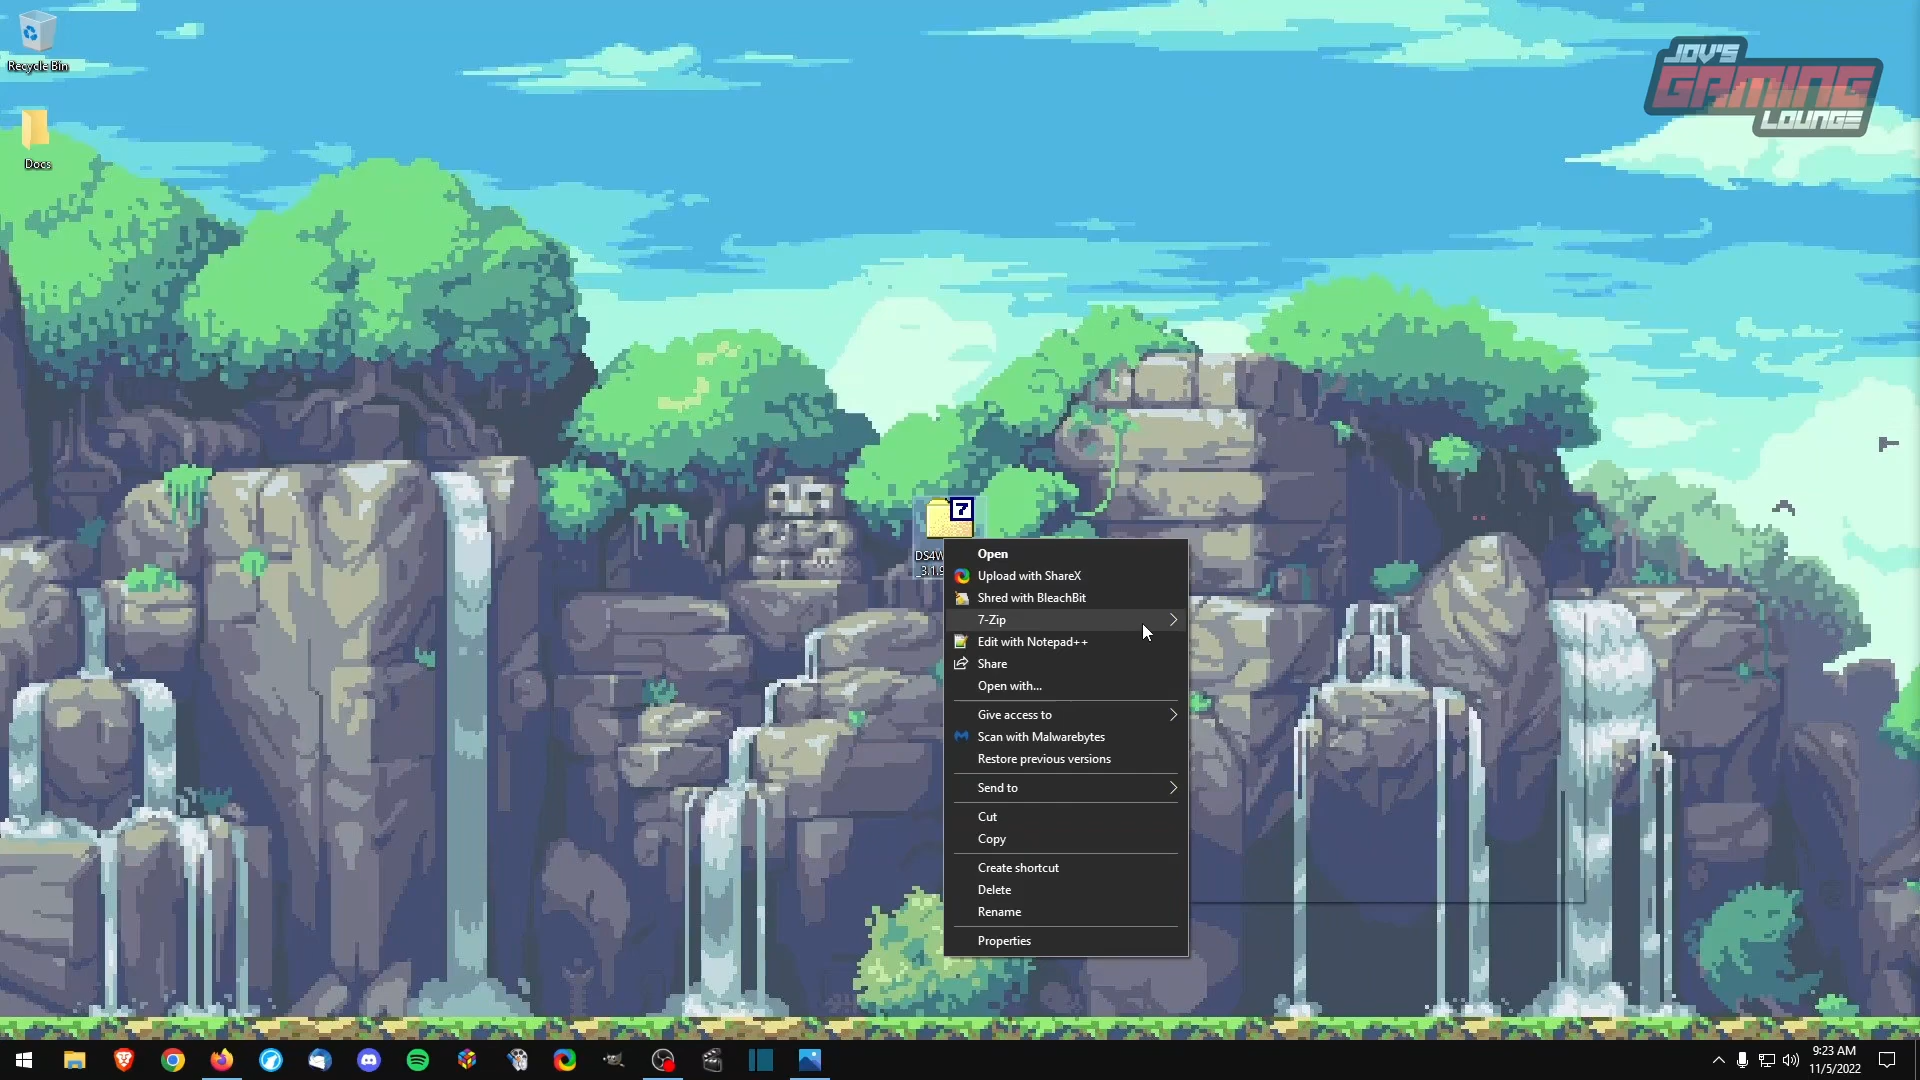 Recycle Bin
Docs
JOV'S
GAMING
LOUNGE
7
Open
Upload with ShareX
Shred with BleachBit
7-Zip
Edit with Notepad++
Share
Open with...
Give access to
Scan with Malwarebytes
Restore previous versions
Send to
Cut
Copy
Create shortcut
Delete
Rename
Properties
9:23 AM
11/5/2022